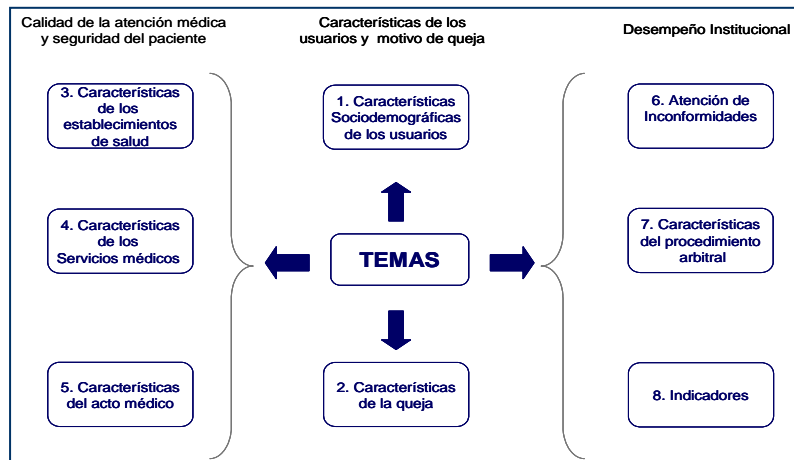 Calidad de la atención médica
y seguridad del paciente
Características de los
usuarios y motivo de queja
Desempeño Institucional
3. Características
de los
establecimientos
de salud
1. Características
Sociodemográficas
de los usuarios
6. Atención de
Inconformidades
4. Características
de los
Servicios médicos
TEMAS
7. Características
del procedimiento
arbitral
5. Características
del acto médico
2. Características
de la queja
8. Indicadores